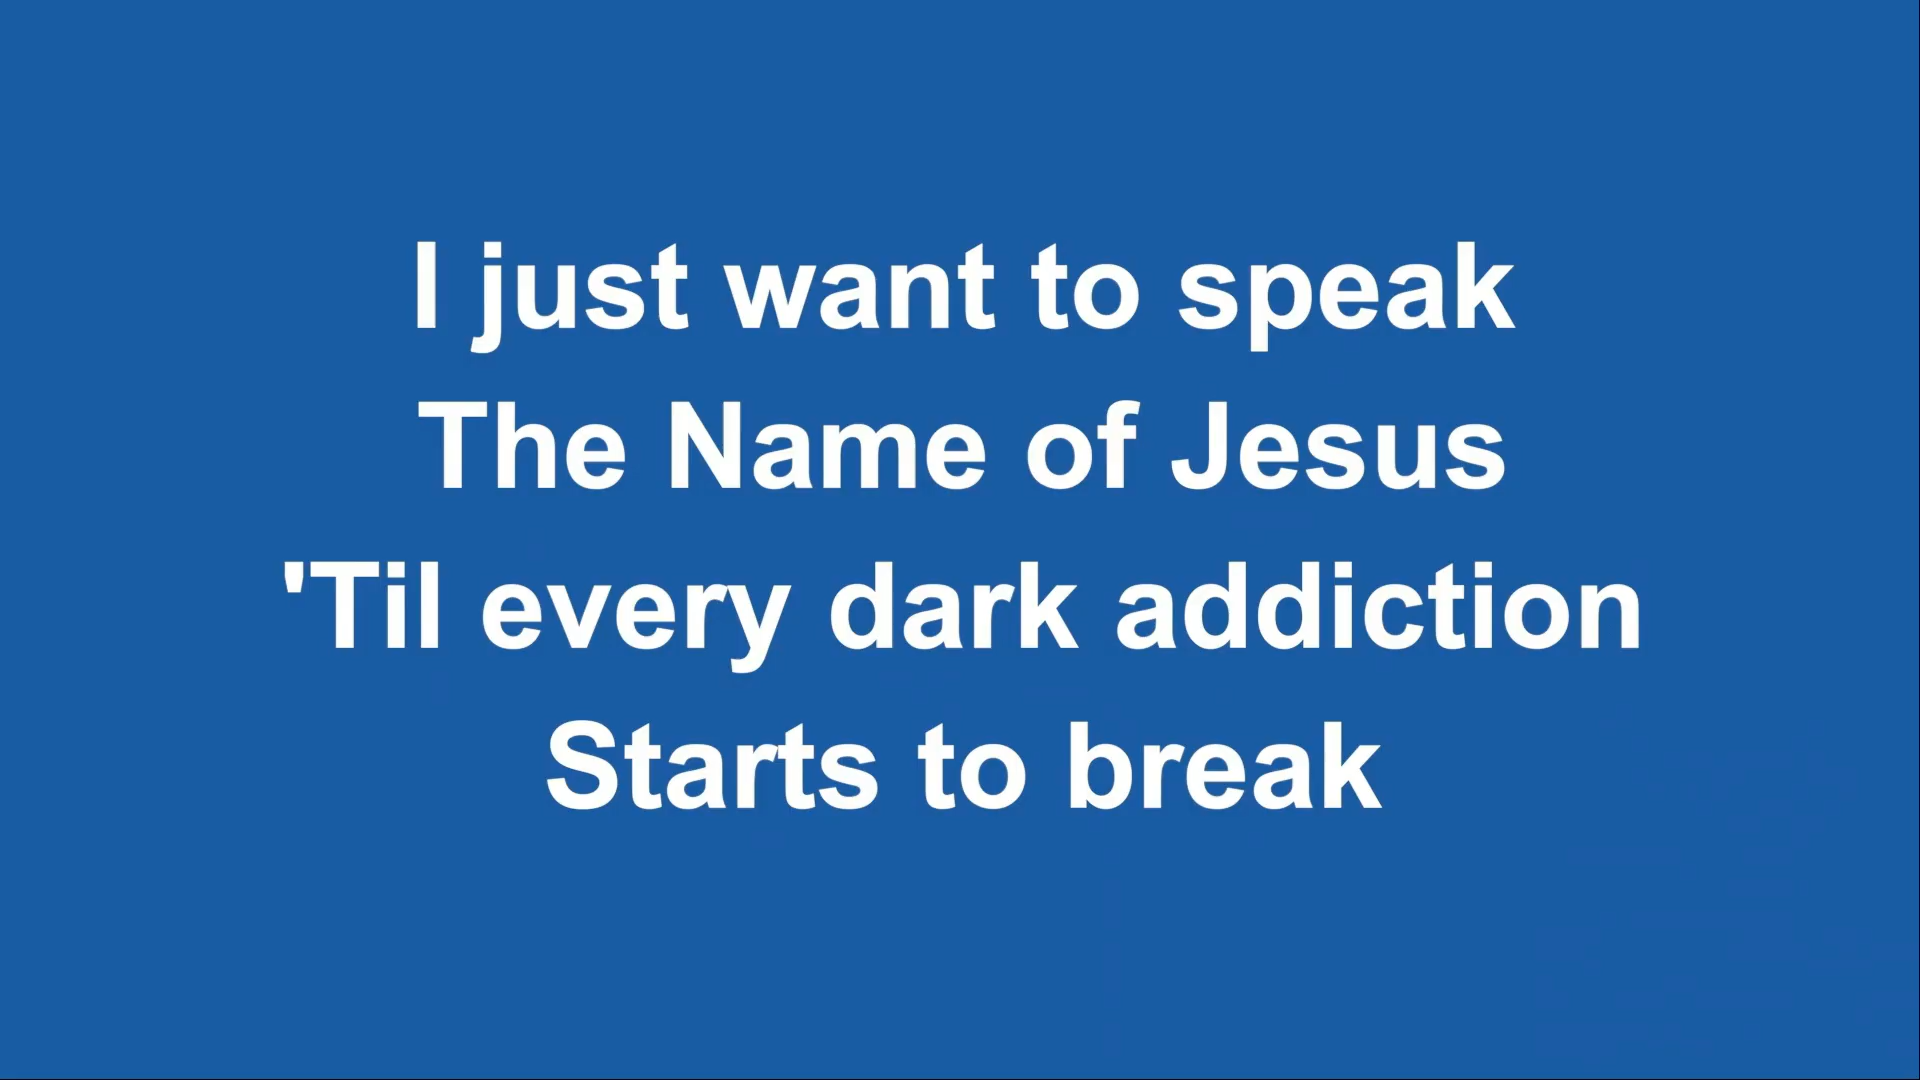 I just want to speak
The Name of Jesus
'Til every dark addiction
Starts to break